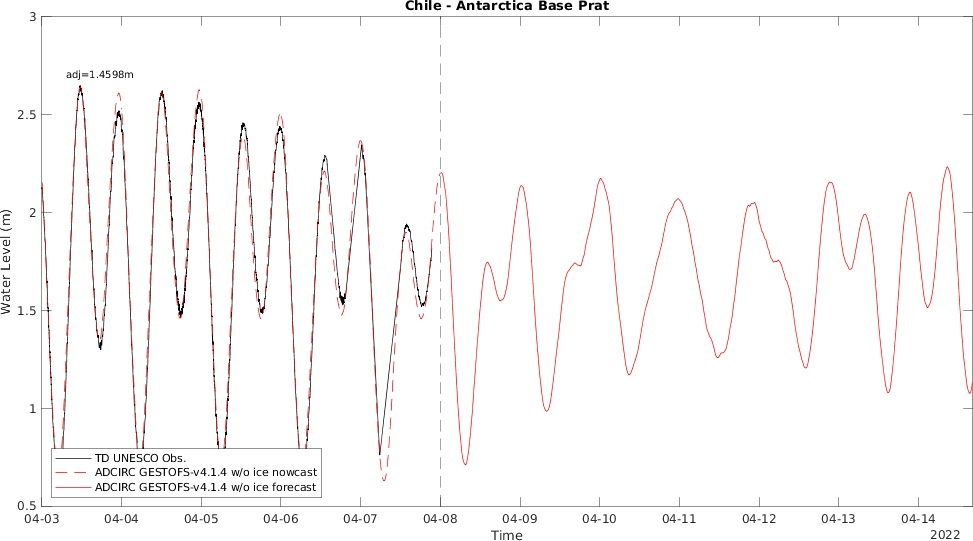 Chile - Antarctica Base Prat
adj=1.4598m
3
2.5
2
1.5
1
0.5
Water Level (m)
TD UNESCO Obs.
ADCIRC GESTOFS-v4.1.4 w/o ice nowcast
ADCIRC GESTOFS-v4.1.4 w/o ice forecast
04-03 04-04 04-05 04-06 04-07 04-08 04-09 04-10 04-11 04-12 04-13 04-14
Time
2022